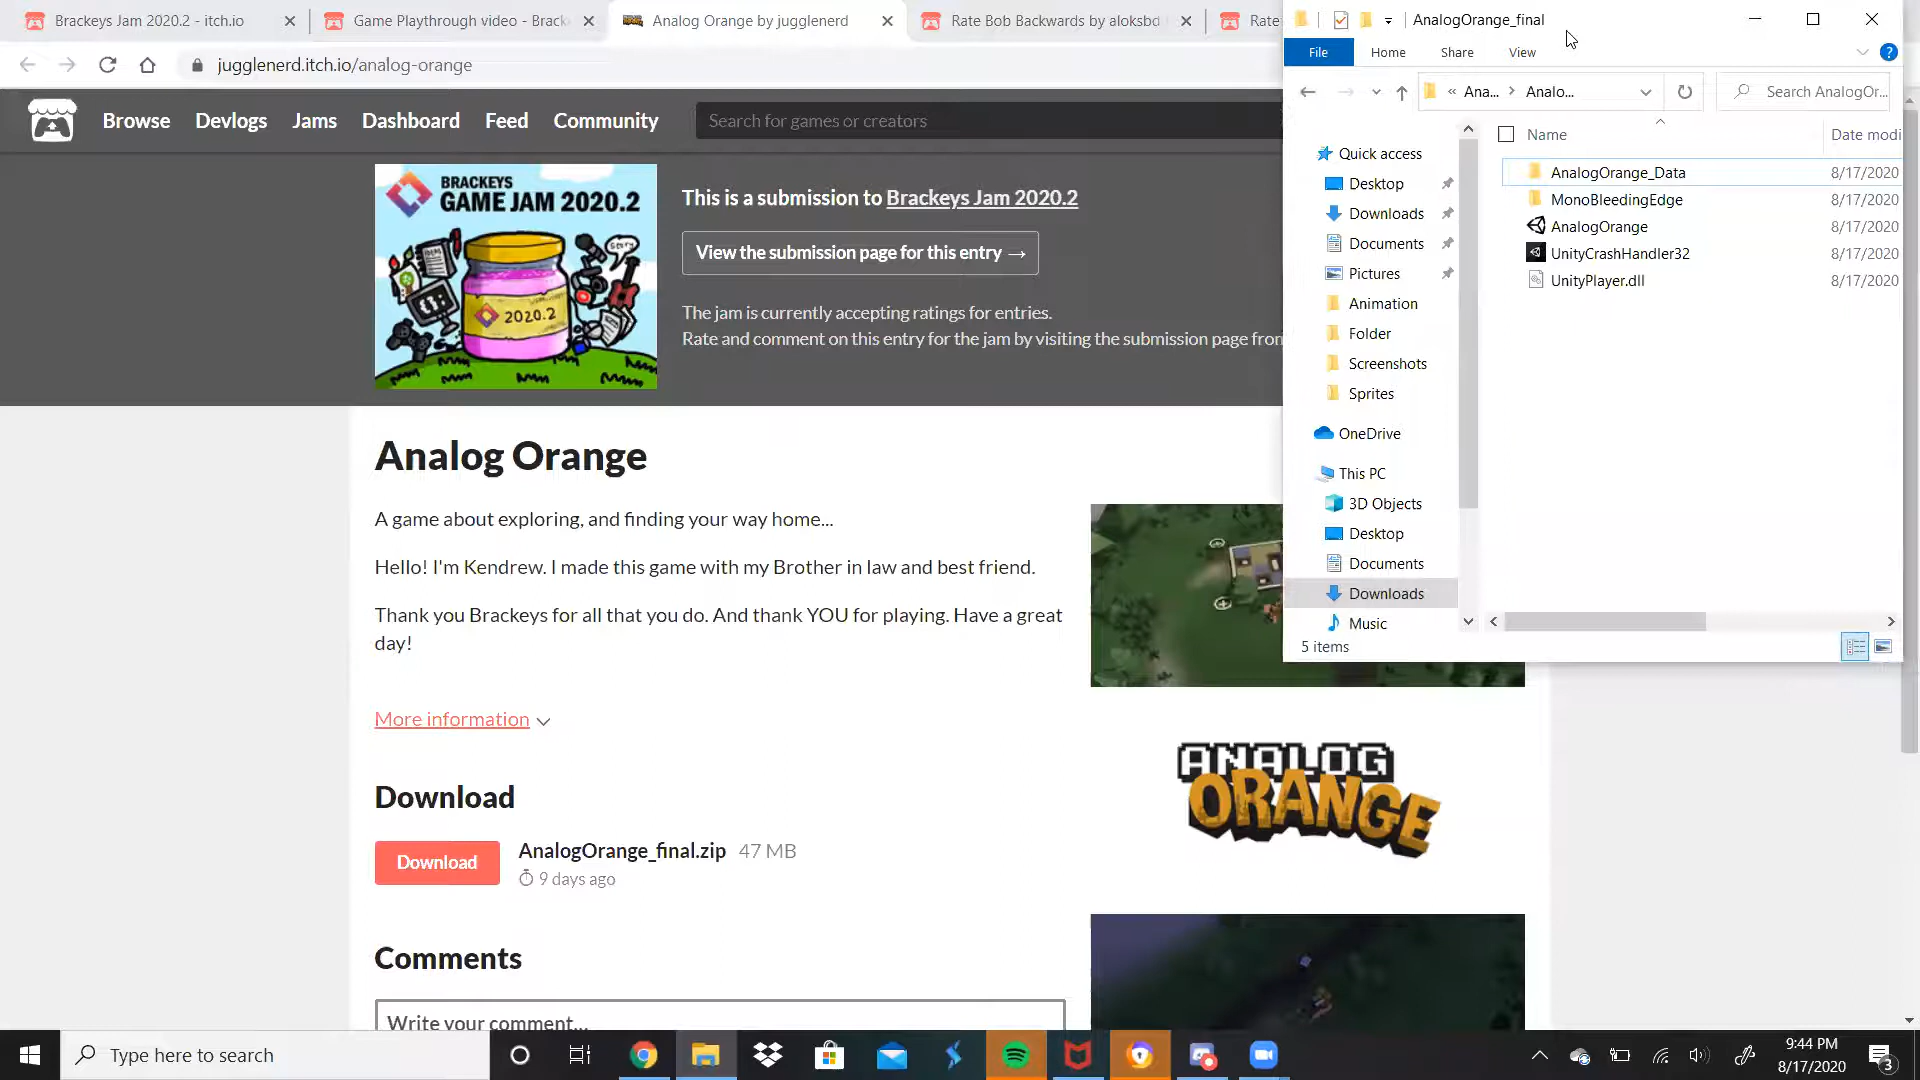 Brackeys Jam 2020.2 - itch.io
Game Playthrough video - Brack
Analog Orange by jugglenerd
Rate Bob Backwards by aloksbd
Rate
jugglenerd.itch.io/analog-orange
Browse
Devlogs
Jams
Dashboard
Feed
Community
Search for games or creators
BRACKEYS
GAME JAM 2020.2
2020.2
This is a submission to Brackeys Jam 2020.2
View the submission page for this entry →
The jam is currently accepting ratings for entries.
Rate and comment on this entry for the jam by visiting the submission page from
Analog Orange
A game about exploring, and finding your way home...
Hello! I'm Kendrew. I made this game with my Brother in law and best friend.
Thank you Brackeys for all that you do. And thank YOU for playing. Have a great
day!
More information
Download
Download
AnalogOrange_final.zip 47 MB
9 days ago
Comments
Write your comment...
ANALOG
ORANGE
AnalogOrange_final
File
Home
Share
View
« Ana... > Analo...
Search AnalogOr...
Quick access
Desktop
Downloads
Documents
Pictures
Animation
Folder
Screenshots
Sprites
OneDrive
This PC
3D Objects
Desktop
Documents
Downloads
Music
Name
Date modi
AnalogOrange_Data 8/17/2020
MonoBleedingEdge 8/17/2020
AnalogOrange 8/17/2020
UnityCrashHandler32 8/17/2020
UnityPlayer.dll 8/17/2020
5 items
Type here to search
9:44 PM
8/17/2020
3